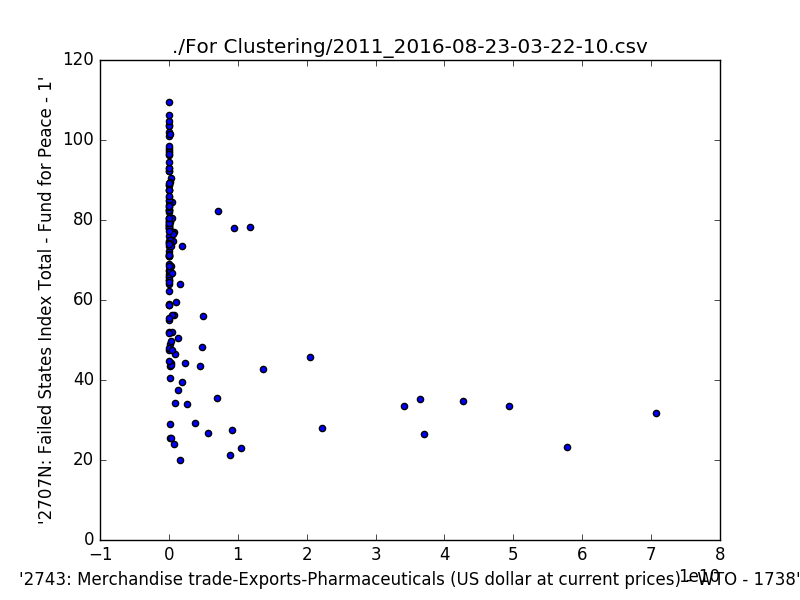 ./For Clustering/2011_2016-08-23-03-22-10.csv
'2707N: Failed States Index Total - Fund for Peace - 1'
120
100
80
60
40
20
0
−1 0 1 2 3 4 5 6 7 8
1e10
'2743: Merchandise trade-Exports-Pharmaceuticals (US dollar at current prices) - WTO - 1738'